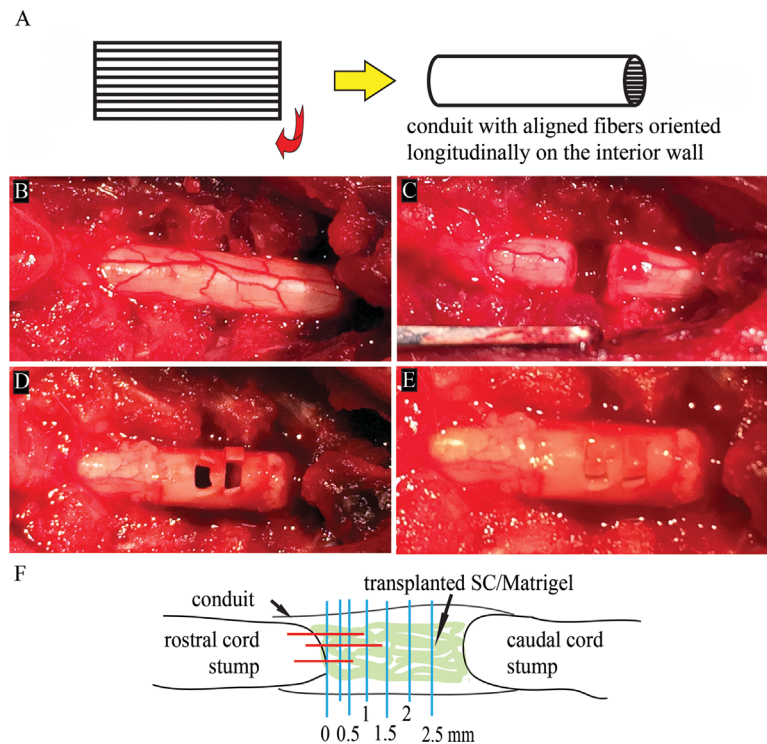 A
conduit with aligned fibers oriented
longitudinally on the interior wall
B
C
D
E
F
transplanted SC/Matrigel
conduit
rostral cord
stump
caudal cord
stump
1
2
0 0.5 1.5 2.5 mm